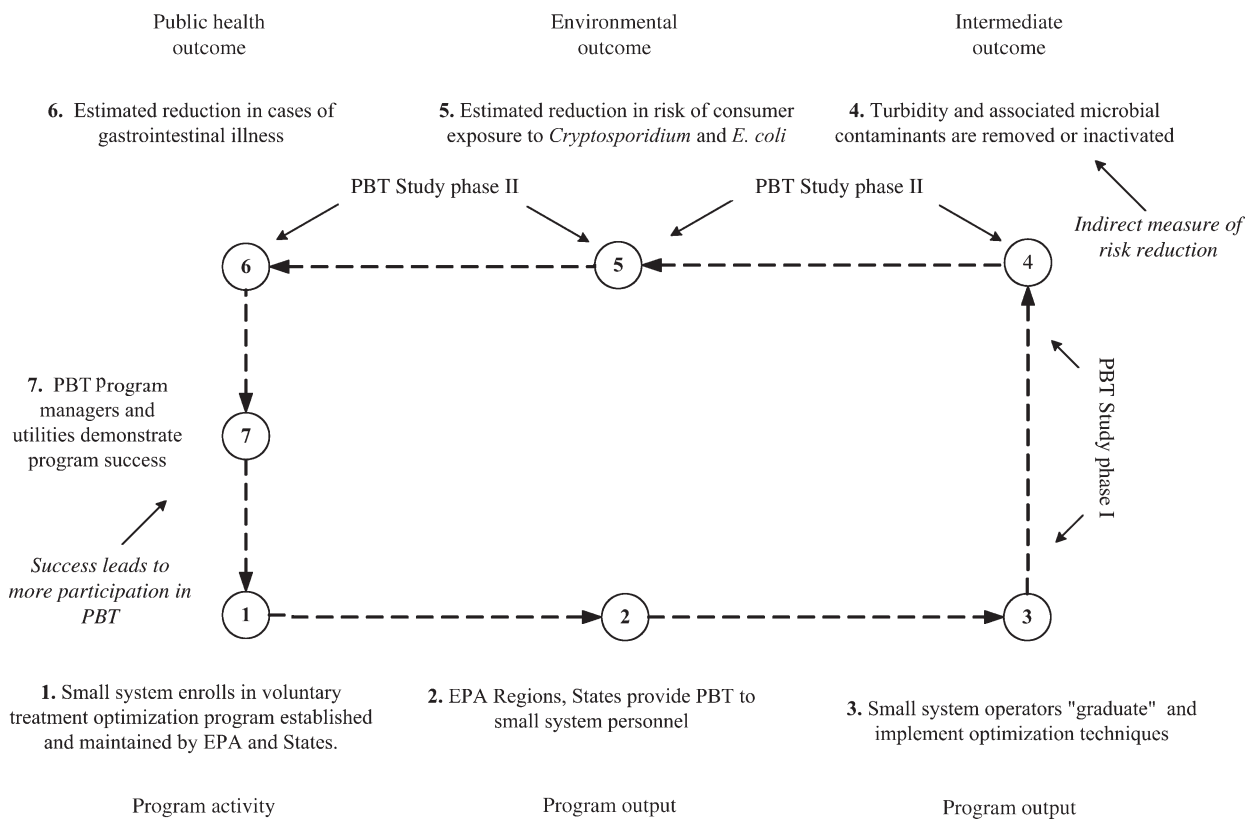 Public health
outcome
Environmental
outcome
Intermediate
outcome
6. Estimated reduction in cases of
gastrointestinal illness
5. Estimated reduction in risk of consumer
exposure to Cryptosporidium and E. coli
4. Turbidity and associated microbial
contaminants are removed or inactivated
PBT Study phase II
PBT Study phase II
Indirect measure of
risk reduction
6
5
4
PBT Study phase I
7. PBT Program
managers and
utilities demonstrate
program success
7
Success leads to
more participation in
PBT
1
2
3
1. Small system enrolls in voluntary
treatment optimization program established
and maintained by EPA and States.
2. EPA Regions, States provide PBT to
small system personnel
3. Small system operators "graduate" and
implement optimization techniques
Program activity
Program output
Program output